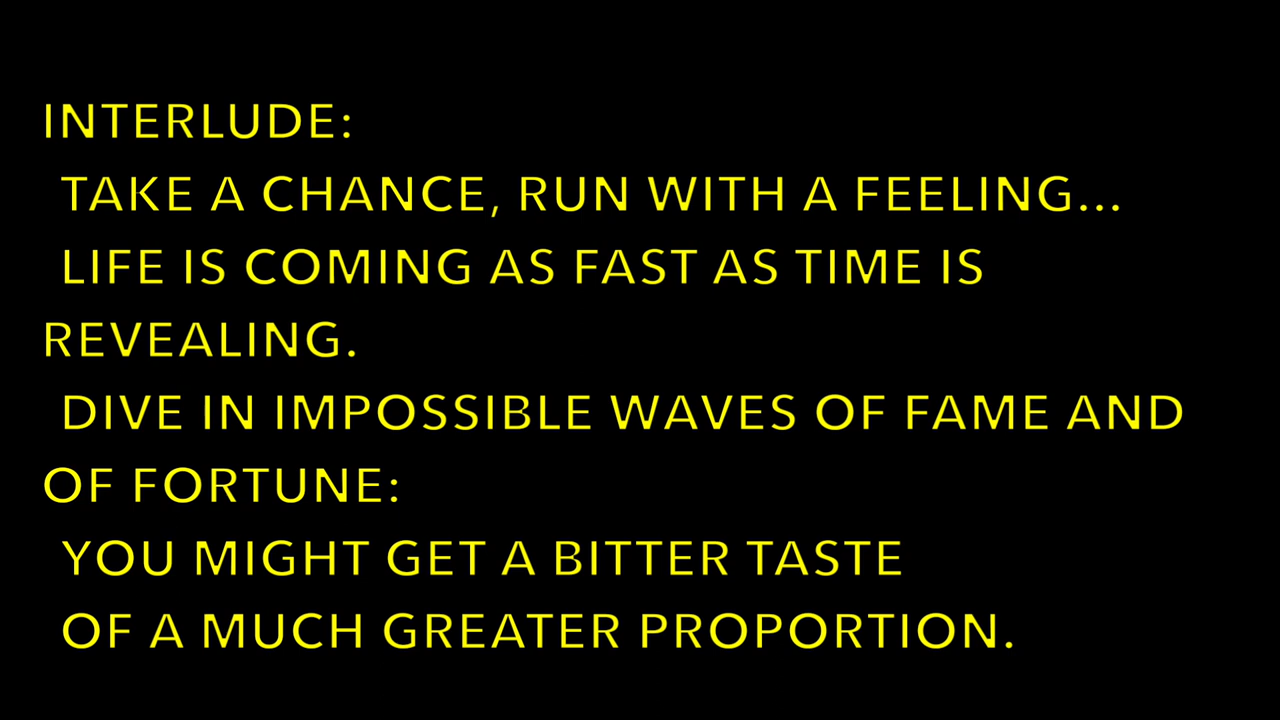 INTERLUDE:
TAKE A CHANCE, RUN WITH A FEELING...
LIFE IS COMING AS FAST AS TIME IS
REVEALING.
DIVE IN IMPOSSIBLE WAVES OF FAME AND
OF FORTUNE:
YOU MIGHT GET A BITTER TASTE
OF A MUCH GREATER PROPORTION.